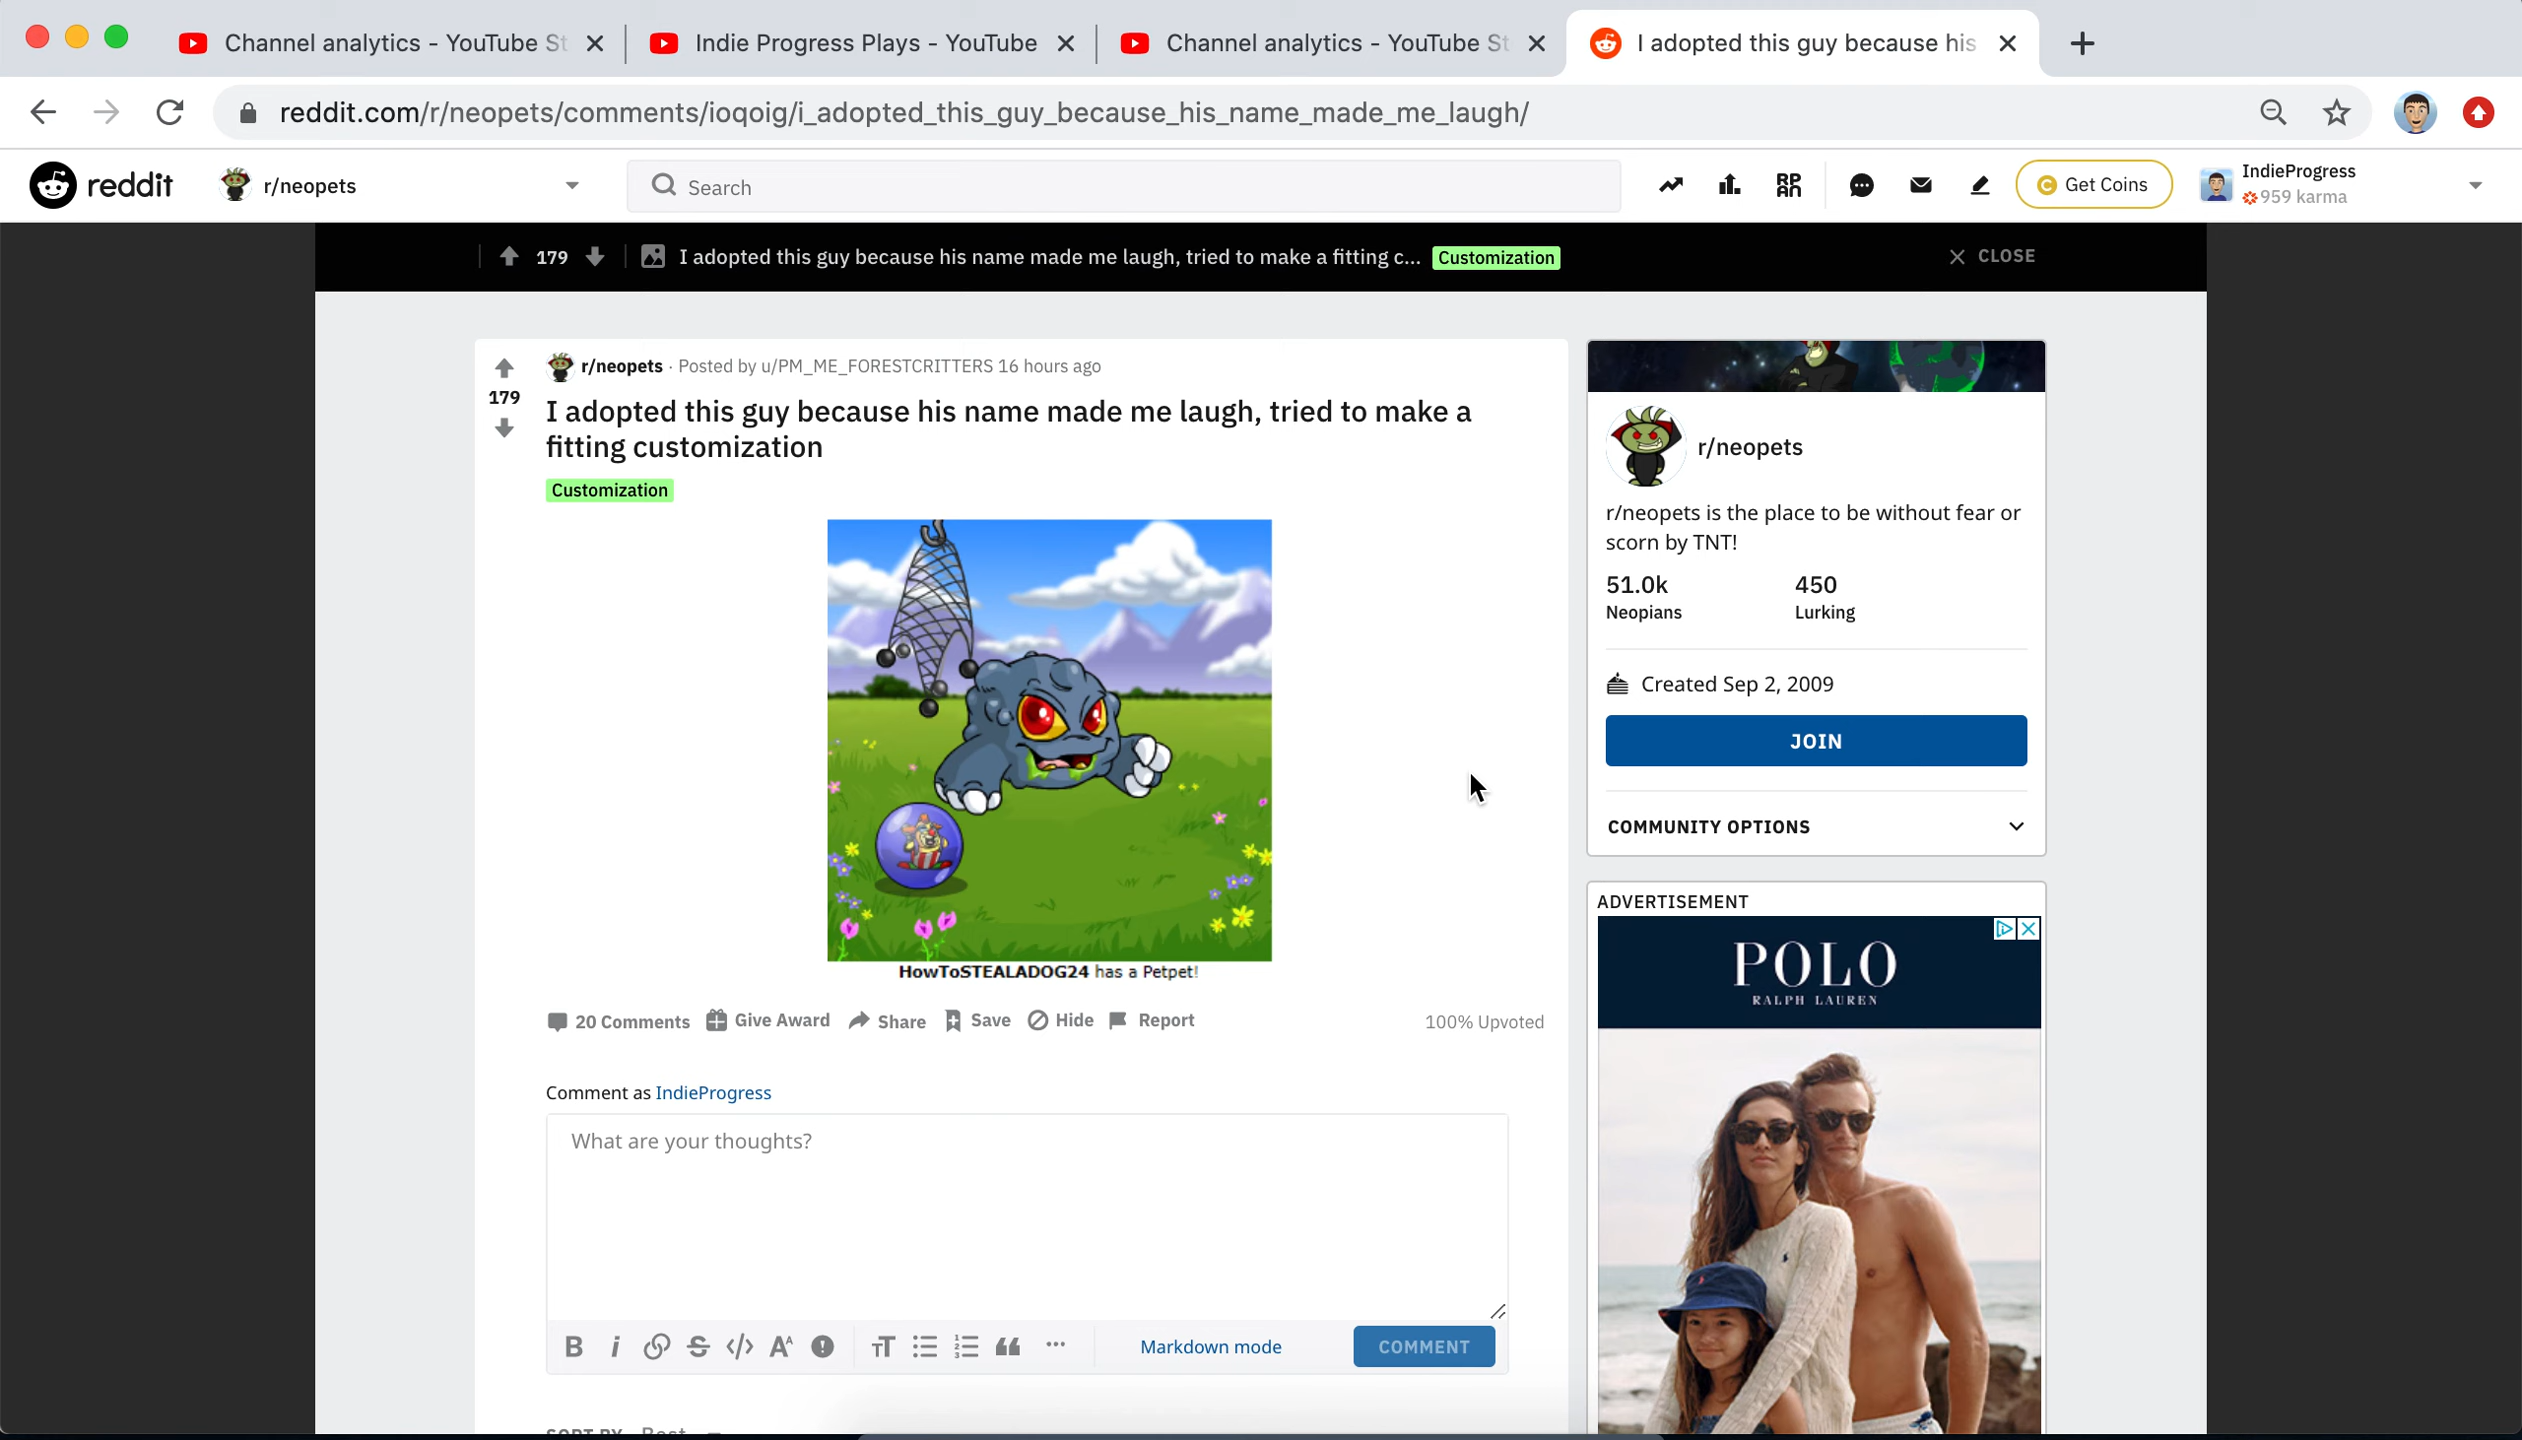 Channel analytics - YouTube St
Indie Progress Plays - YouTube
Channel analytics - YouTube St
I adopted this guy because his
reddit.com/r/neopets/comments/ioqoig/i_adopted_this_guy_because_his_name_made_me_laugh/
reddit
r/neopets
Search
Get Coins
IndieProgress
959 karma
179
I adopted this guy because his name made me laugh, tried to make a fitting c...
Customization
CLOSE
r/neopets · Posted by u/PM_ME_FORESTCRITTERS 16 hours ago
179
I adopted this guy because his name made me laugh, tried to make a
fitting customization
Customization
HowToSTEALADOG24 has a Petpet!
20 Comments
Give Award
Share
Save
Hide
Report
100% Upvoted
Comment as IndieProgress
What are your thoughts?
Markdown mode
COMMENT
SORT BY Best
r/neopets
r/neopets is the place to be without fear or
scorn by TNT!
51.0k
450
Neopians
Lurking
Created Sep 2, 2009
JOIN
COMMUNITY OPTIONS
ADVERTISEMENT
POLO
RALPH LAUREN